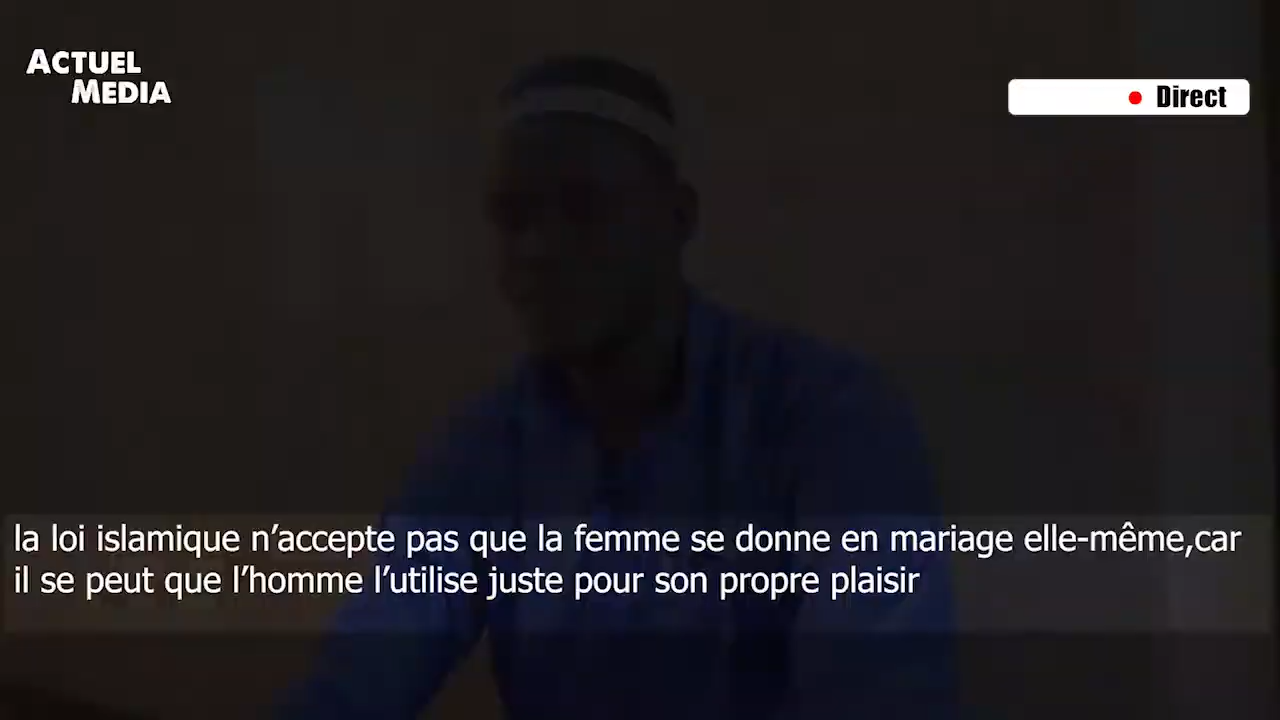 ACTUEL
MEDIA
Direct
la loi islamique n’accepte pas que la femme se donne en mariage elle-même,car
il se peut que l’homme l’utilise juste pour son propre plaisir